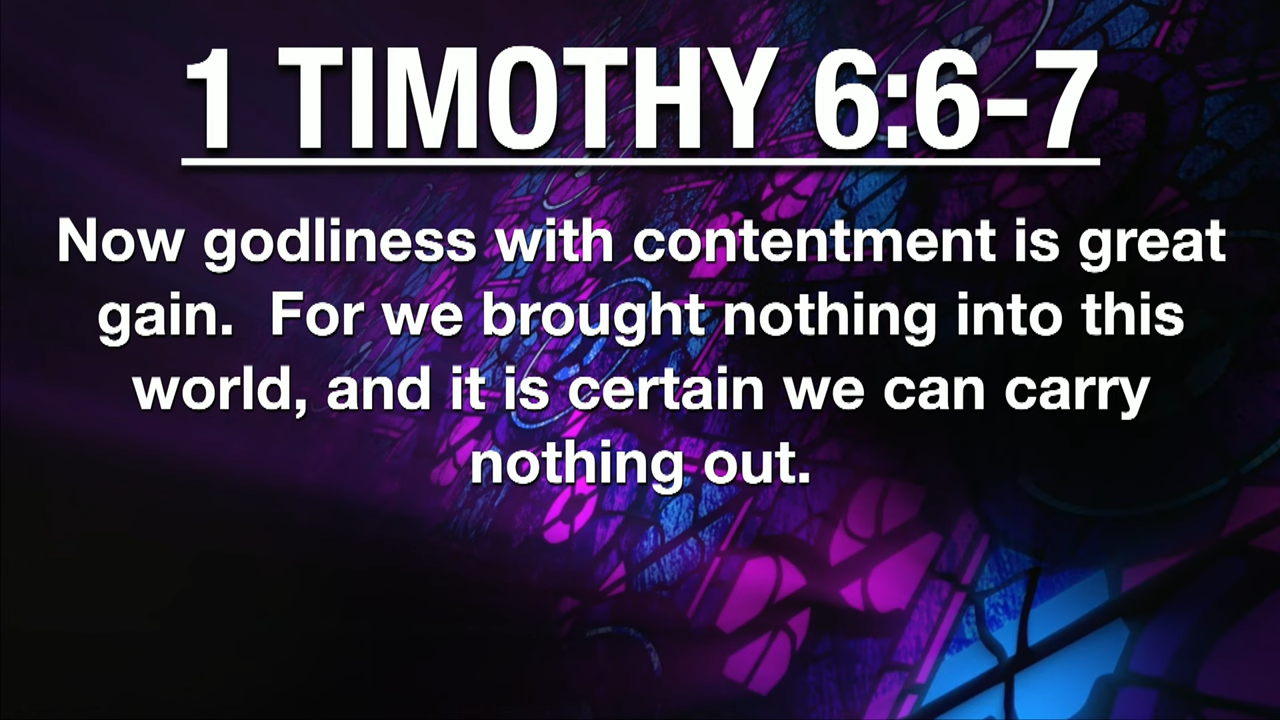 1 TIMOTHY 6:6-7
Now godliness with contentment is great
gain.  For we brought nothing into this
world, and it is certain we can carry
nothing out.